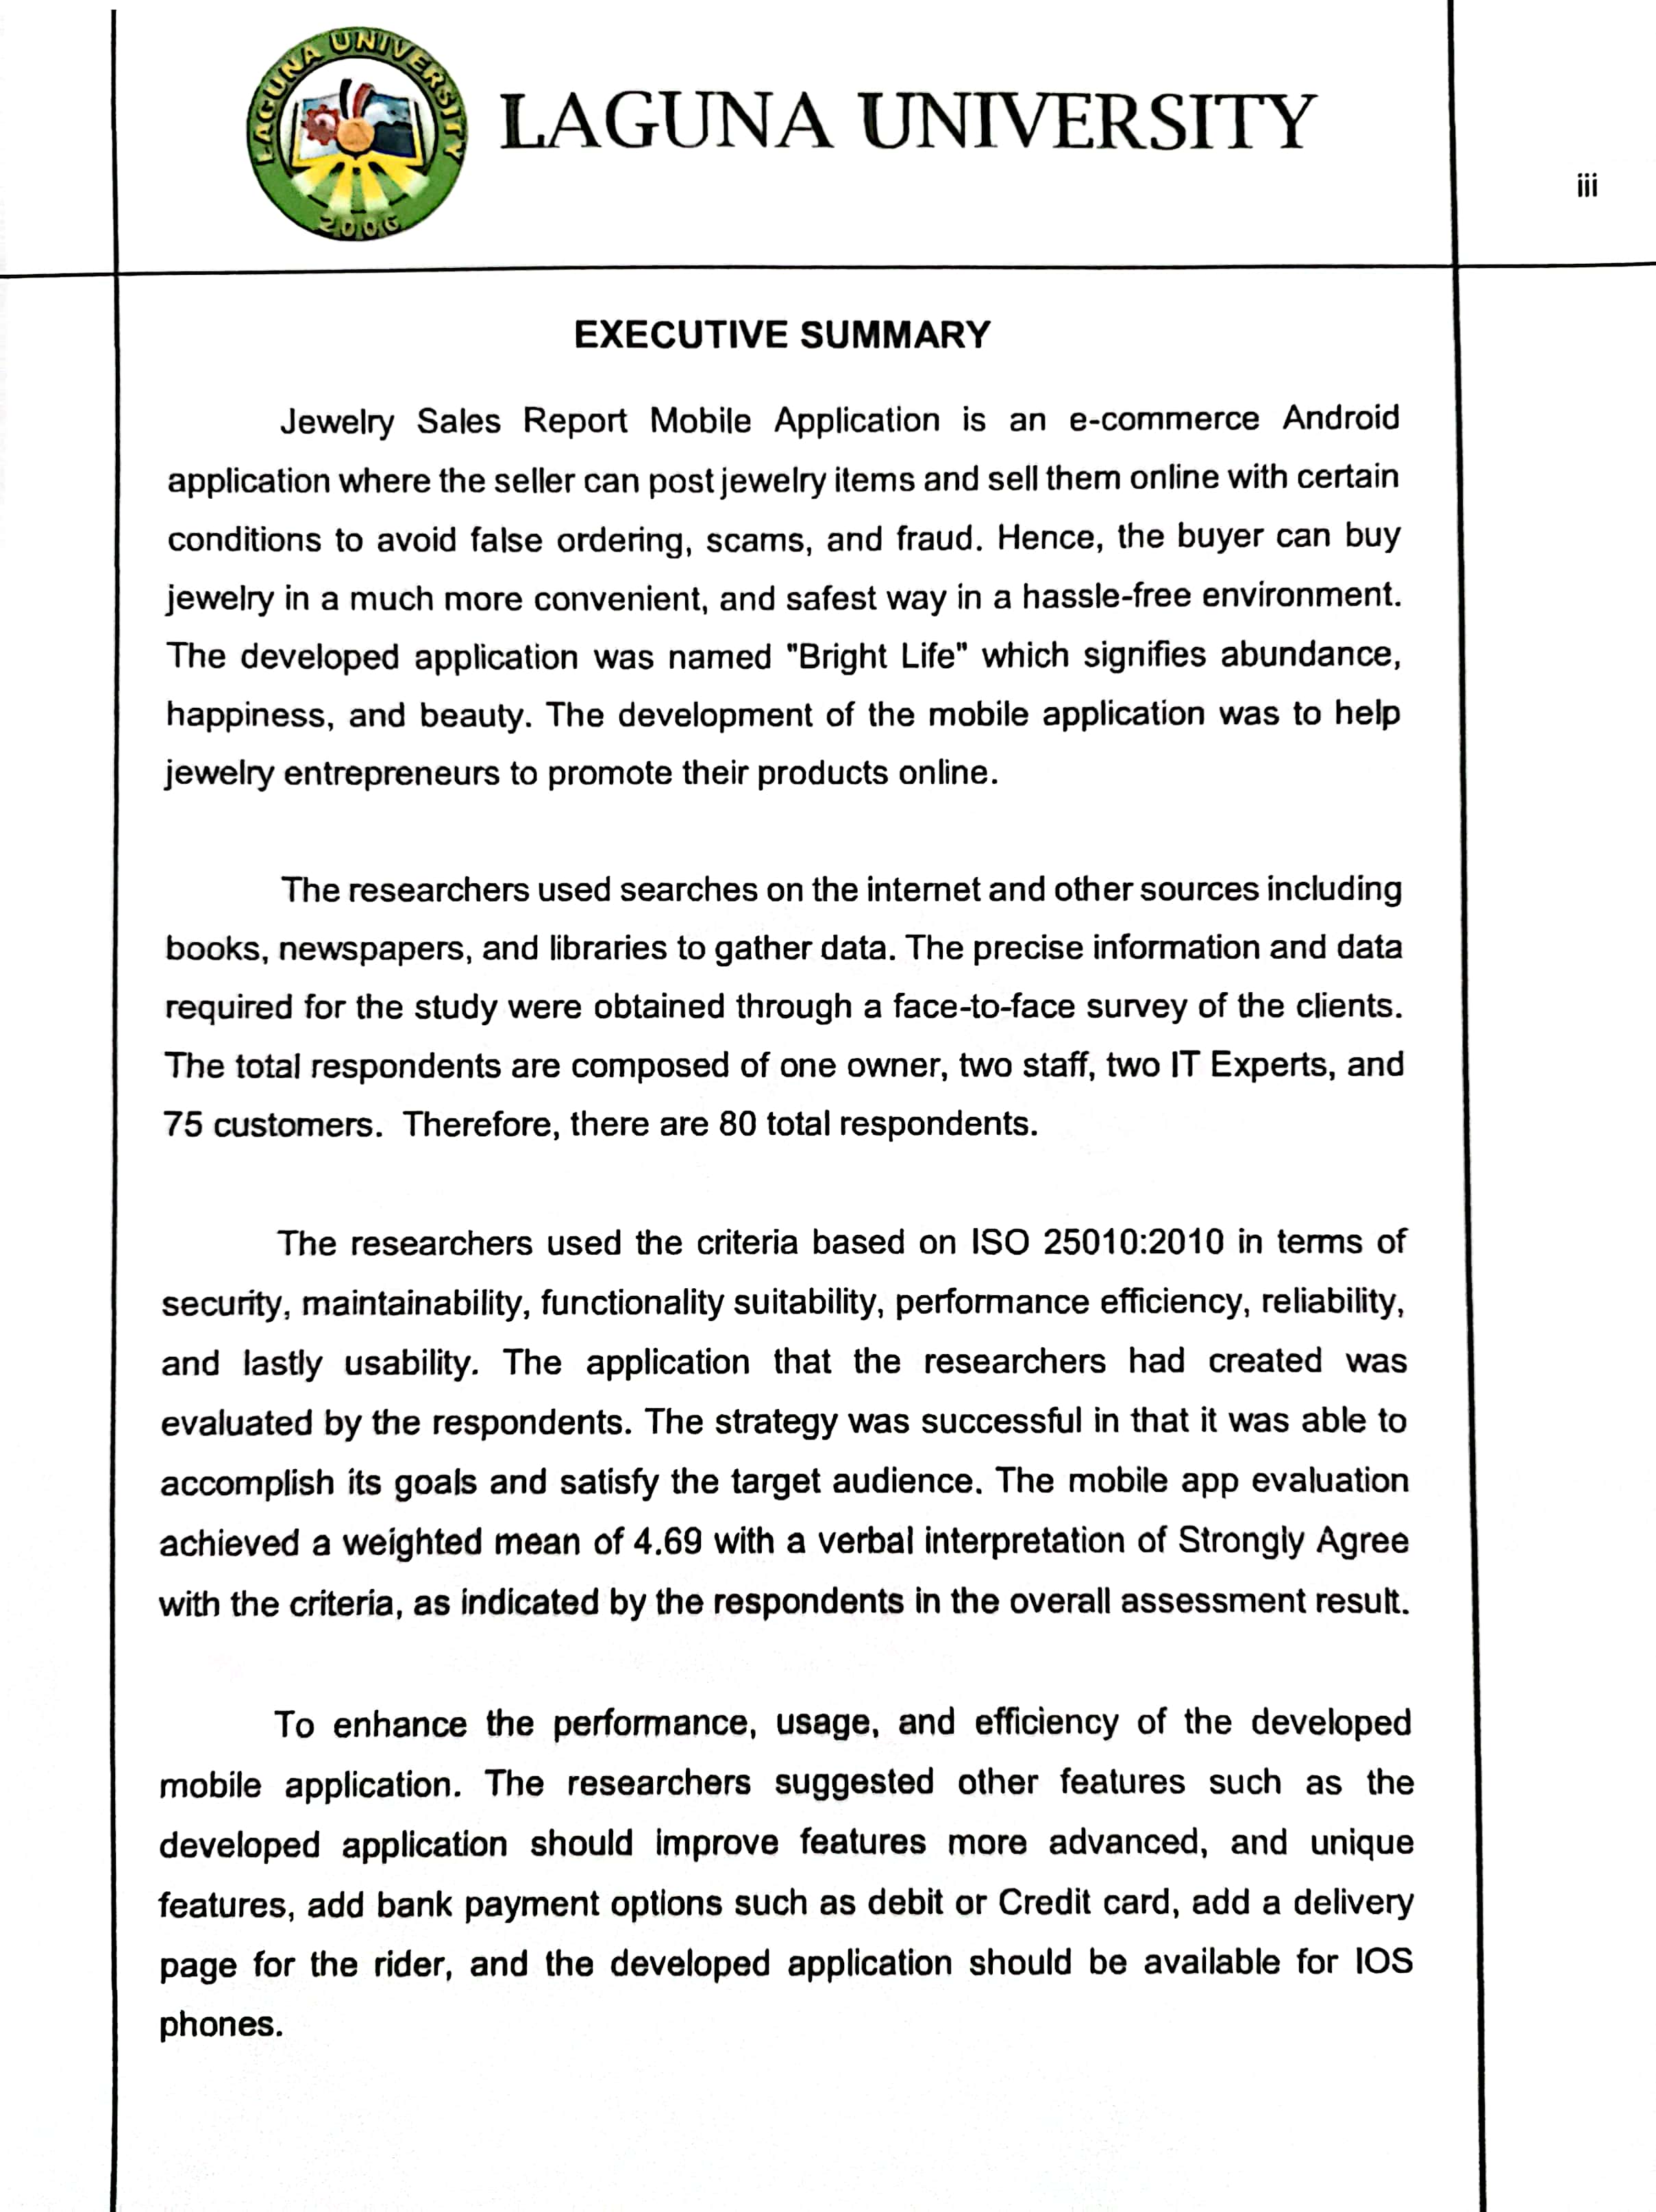 LAGUNA UNIVERSITY
2006
LAGUNA UNIVERSITY
iii
EXECUTIVE SUMMARY
Jewelry Sales Report Mobile Application is an e-commerce Android
application where the seller can post jewelry items and sell them online with certain
conditions to avoid false ordering, scams, and fraud. Hence, the buyer can buy
jewelry in a much more convenient, and safest way in a hassle-free environment.
The developed application was named "Bright Life" which signifies abundance,
happiness, and beauty. The development of the mobile application was to help
jewelry entrepreneurs to promote their products online.
The researchers used searches on the internet and other sources including
books, newspapers, and libraries to gather data. The precise information and data
required for the study were obtained through a face-to-face survey of the clients.
The total respondents are composed of one owner, two staff, two IT Experts, and
75 customers. Therefore, there are 80 total respondents.
The researchers used the criteria based on ISO 25010:2010 in terms of
security, maintainability, functionality suitability, performance efficiency, reliability,
and lastly usability. The application that the researchers had created was
evaluated by the respondents. The strategy was successful in that it was able to
accomplish its goals and satisfy the target audience. The mobile app evaluation
achieved a weighted mean of 4.69 with a verbal interpretation of Strongly Agree
with the criteria, as indicated by the respondents in the overall assessment result.
To enhance the performance, usage, and efficiency of the developed
mobile application. The researchers suggested other features such as the
developed application should improve features more advanced, and unique
features, add bank payment options such as debit or Credit card, add a delivery
page for the rider, and the developed application should be available for IOS
phones.